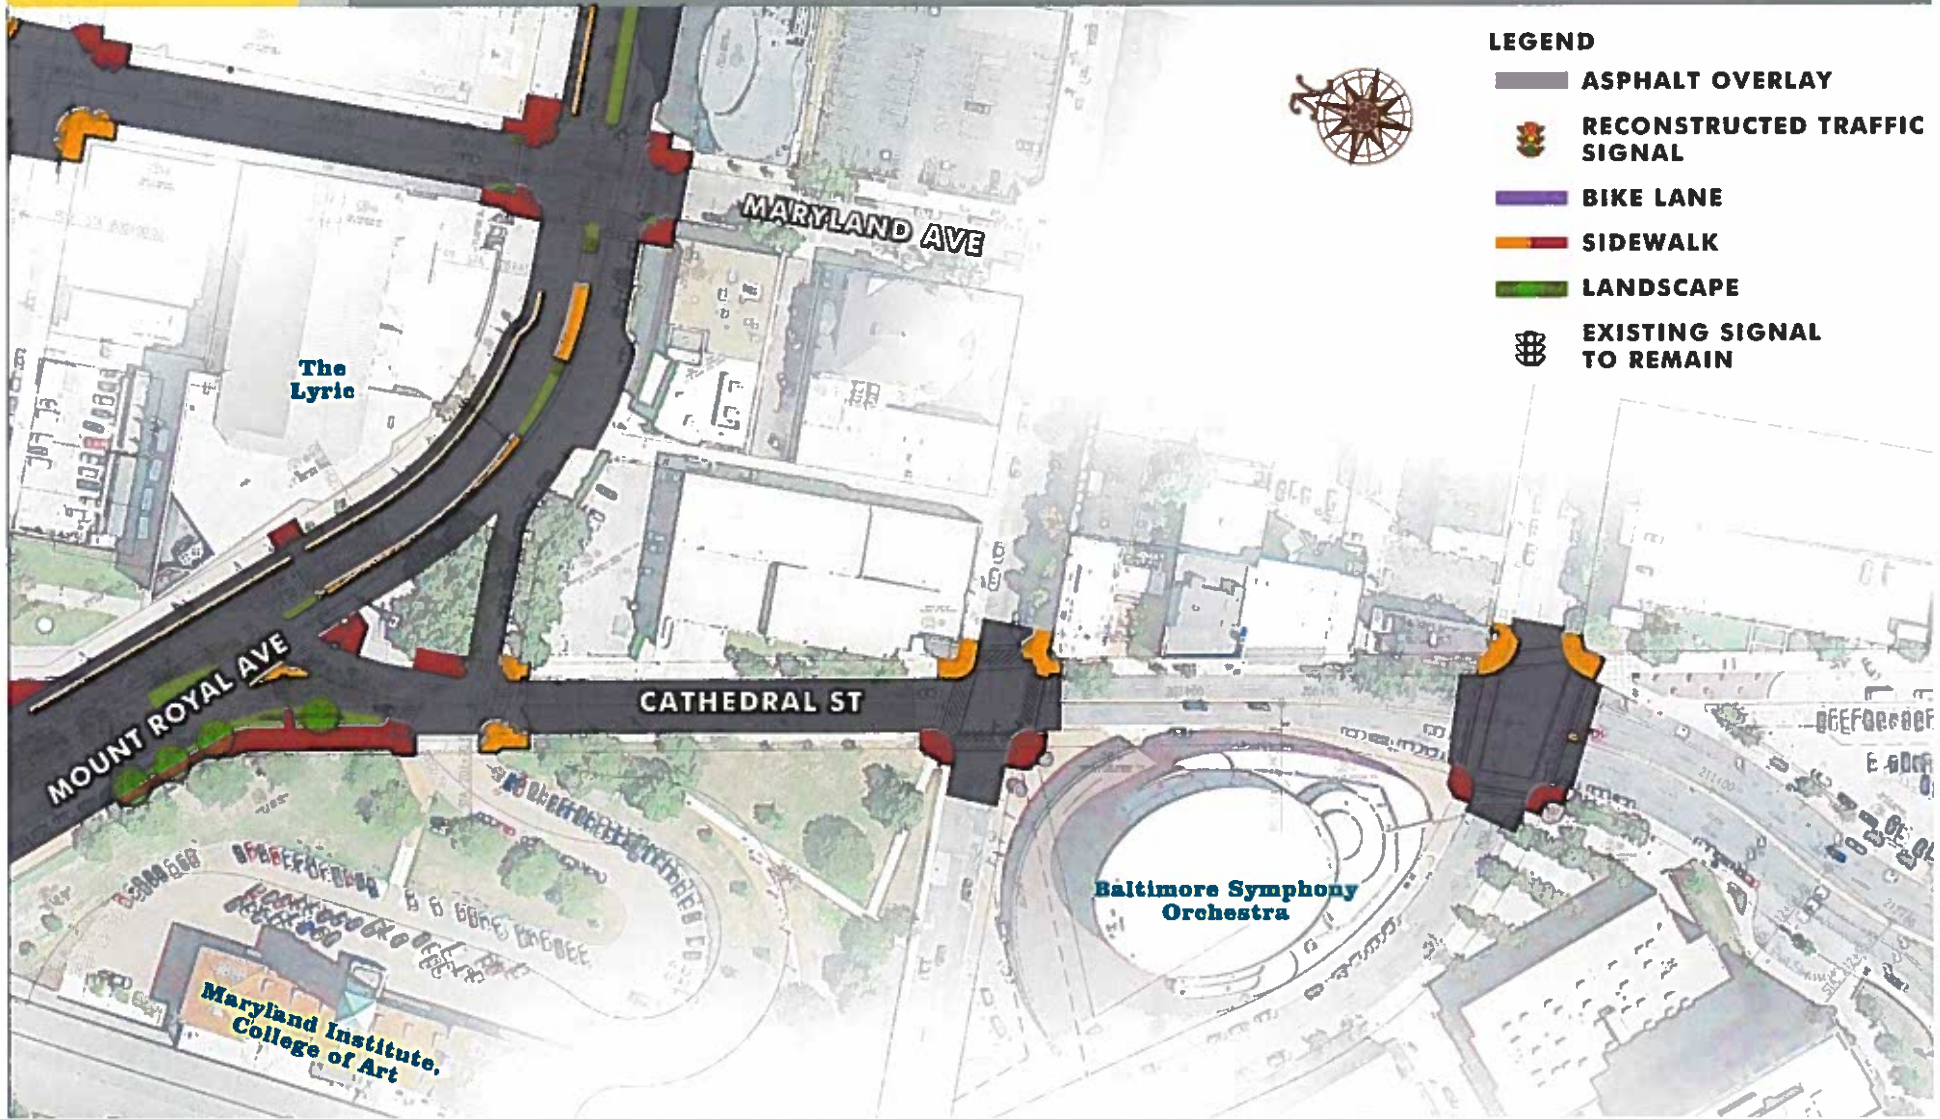 LEGEND
ASPHALT OVERLAY
RECONSTRUCTED TRAFFIC
SIGNAL
BIKE LANE
SIDEWALK
LANDSCAPE
EXISTING SIGNAL
TO REMAIN
N
MARYLAND AVE
The
Lyric
MOUNT ROYAL AVE
CATHEDRAL ST
Baltimore Symphony
Orchestra
Maryland Institute,
College of Art